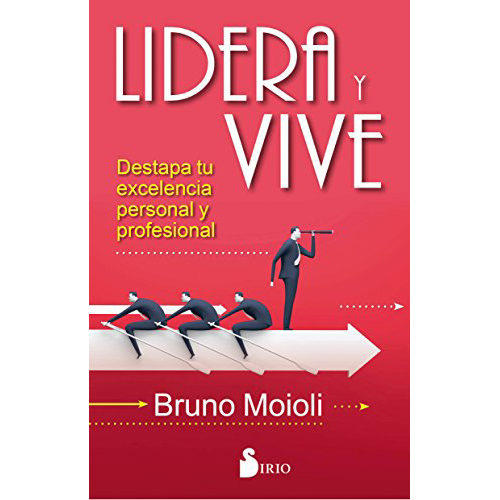 LIDERA Y
VIVE
Destapa tu
excelencia
personal y
profesional
Bruno Moioli
SIRIO